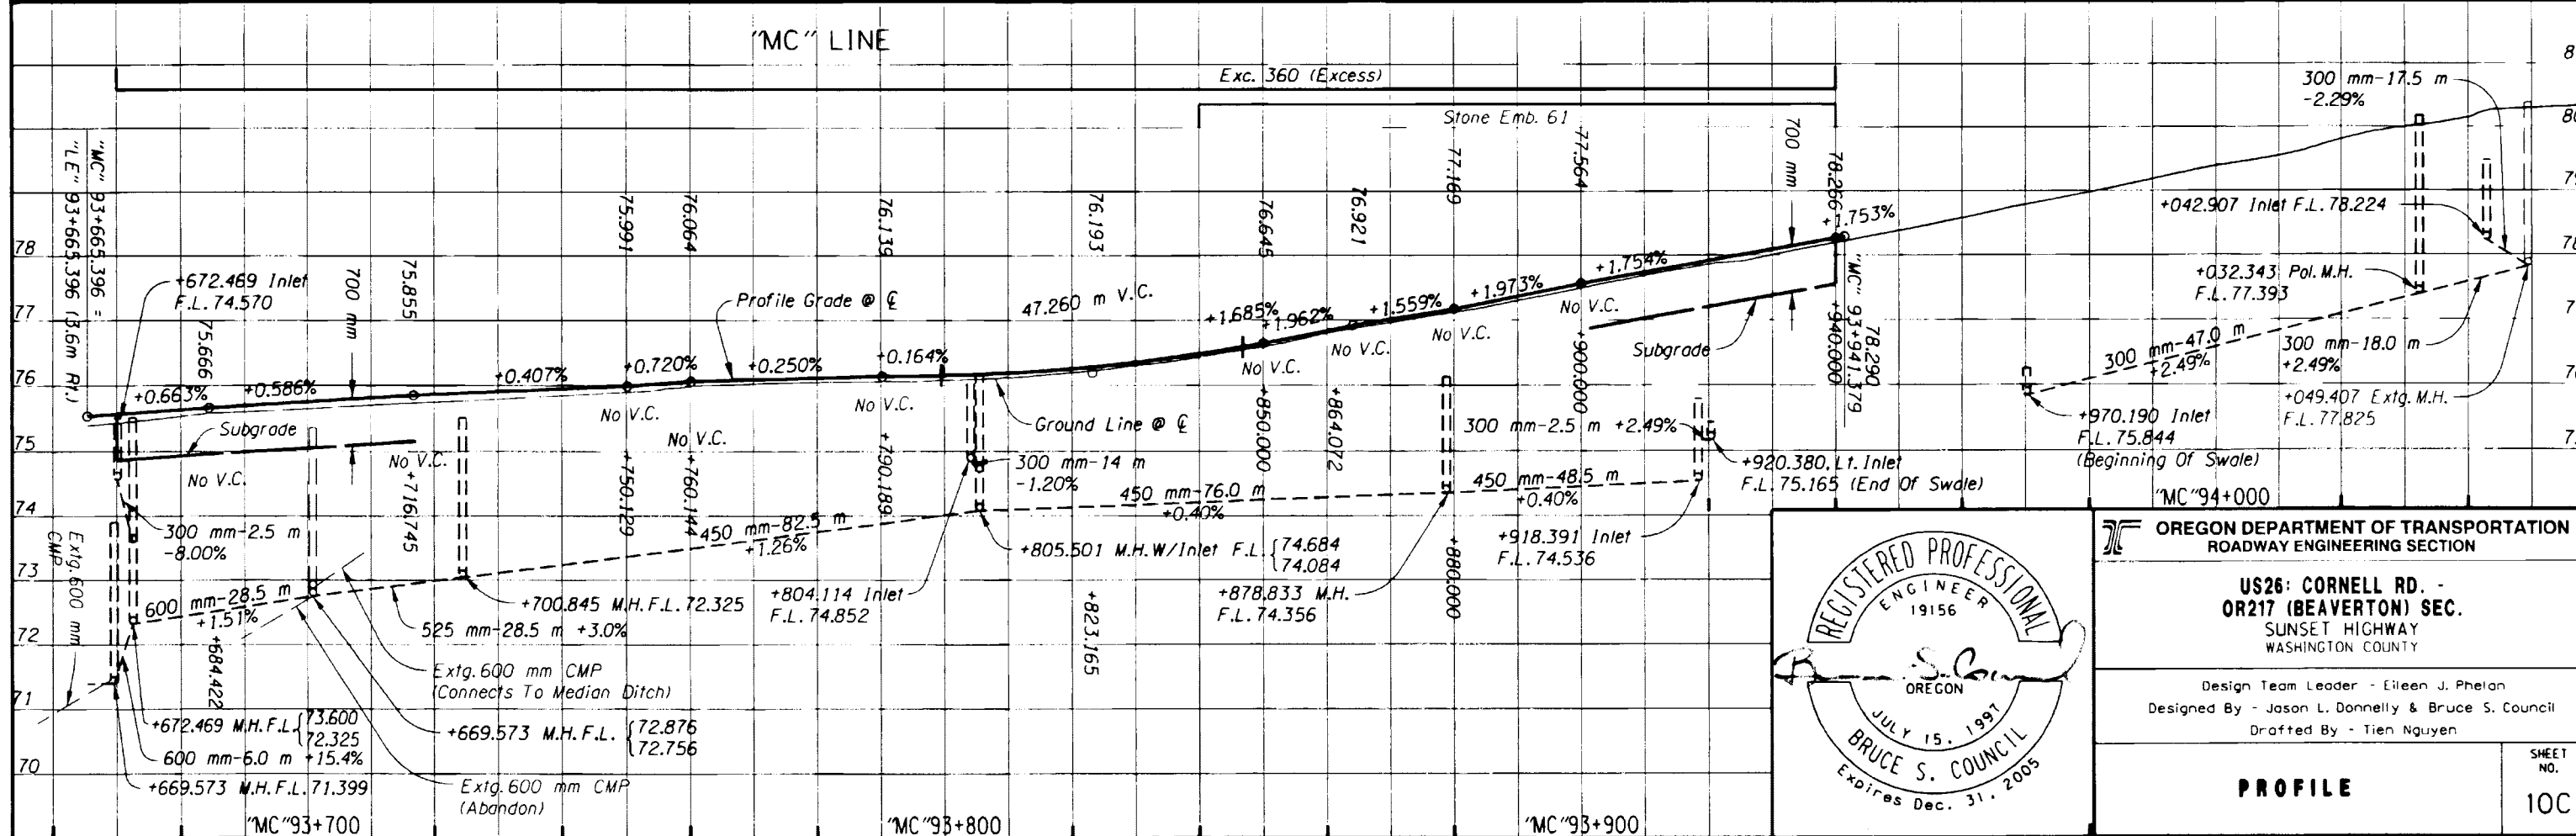 "MC" LINE
Exc. 360 (Excess)
Stone Emb. 61
300 mm-17.5 m
-2.29%
"MC" 93+665.396 =
"LE" 93+665.396 (3.6m Rt.)
+672.469 Inlet
F.L. 74.570
75.666
700 mm
75.855
75.991
76.064
76.139
76.193
76.645
76.921
77.169
77.564
700 mm
78.266
+1.753%
78.290
"MC" 93+941.379
+940.000
Profile Grade @ ℄
47.260 m V.C.
+0.663%
+0.586%
+0.407%
+0.720%
+0.250%
+0.164%
+1.685%
+1.962%
+1.559%
+1.973%
+1.754%
No V.C.
No V.C.
No V.C.
No V.C.
No V.C.
No V.C.
No V.C.
No V.C.
No V.C.
Subgrade
Subgrade
Ground Line @ ℄
+042.907 Inlet F.L. 78.224
+032.343 Pol. M.H.
F.L. 77.393
300 mm-47.0 m
+2.49%
300 mm-18.0 m
+2.49%
+049.407 Extg. M.H.
F.L. 77.825
+970.190 Inlet
F.L. 75.844
(Beginning Of Swale)
300 mm-2.5 m +2.49%
+920.380, Lt. Inlet
F.L. 75.165 (End Of Swale)
300 mm-14 m
-1.20%
450 mm-76.0 m
+0.40%
450 mm-48.5 m
+0.40%
450 mm-82.5 m
+1.26%
+716.745
+750.129
+760.144
+790.189
+823.165
+850.000
+864.072
+880.000
+900.000
+684.422
300 mm-2.5 m
-8.00%
Extg. 600 mm
CMP
600 mm-28.5 m
+1.51%
+805.501 M.H. W/Inlet F.L. { 74.684
74.084
+804.114 Inlet
F.L. 74.852
+878.833 M.H.
F.L. 74.356
+918.391 Inlet
F.L. 74.536
+700.845 M.H. F.L. 72.325
525 mm-28.5 m +3.0%
Extg. 600 mm CMP
(Connects To Median Ditch)
+672.469 M.H. F.L. { 73.600
72.325
+669.573 M.H. F.L. { 72.876
72.756
600 mm-6.0 m +15.4%
+669.573 M.H. F.L. 71.399
Extg. 600 mm CMP
(Abandon)
78
77
76
75
74
73
72
71
70
"MC" 93+700
"MC" 93+800
"MC" 93+900
"MC" 94+000
REGISTERED PROFESSIONAL
ENGINEER
19156
OREGON
JULY 15, 1997
BRUCE S. COUNCIL
Expires Dec. 31, 2005
OREGON DEPARTMENT OF TRANSPORTATION
ROADWAY ENGINEERING SECTION
US26: CORNELL RD. -
OR217 (BEAVERTON) SEC.
SUNSET HIGHWAY
WASHINGTON COUNTY
Design Team Leader - Eileen J. Phelan
Designed By - Jason L. Donnelly & Bruce S. Council
Drafted By - Tien Nguyen
PROFILE
SHEET
NO.
10C